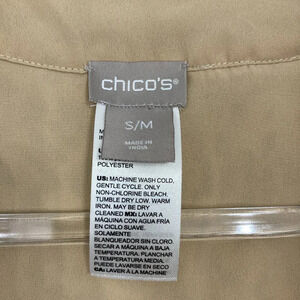 chico's®
S/M
MADE IN
INDIA
POLYESTER
US: MACHINE WASH COLD,
GENTLE CYCLE. ONLY
NON-CHLORINE BLEACH.
TUMBLE DRY LOW. WARM
IRON. MAY BE DRY
CLEANED MX: LAVAR A
MÁQUINA CON AGUA FRÍA
EN CICLO SUAVE.
SOLAMENTE
BLANQUEADOR SIN CLORO.
SECAR A MÁQUINA A BAJA
TEMPERATURA. PLANCHAR
A TEMPERATURA MEDIA.
PUEDE LAVARSE EN SECO
CA: LAVER À LA MACHINE